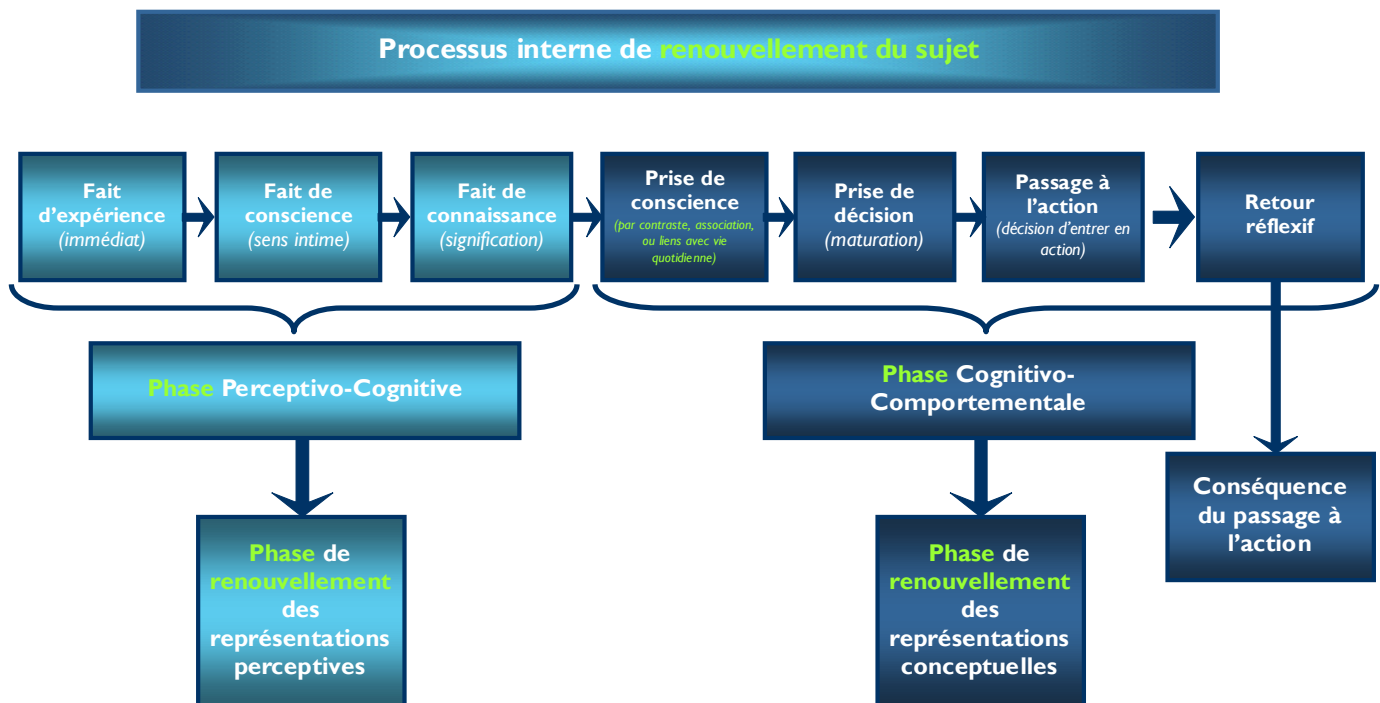 Processus interne de renouvellement du sujet
Fait
d'expérience
(immédiat)
Fait de
conscience
(sens intime)
Fait de
connaissance
(signification)
Prise de
conscience
(par contraste, association,
ou liens avec vie
quotidienne)
Prise de
décision
(maturation)
Passage à
l'action
(décision d'entrer en
action)
Retour
réflexif
Phase Perceptivo-Cognitive
Phase Cognitivo-
Comportementale
Phase de
renouvellement
des
représentations
perceptives
Phase de
renouvellement
des
représentations
conceptuelles
Conséquence
du passage à
l'action